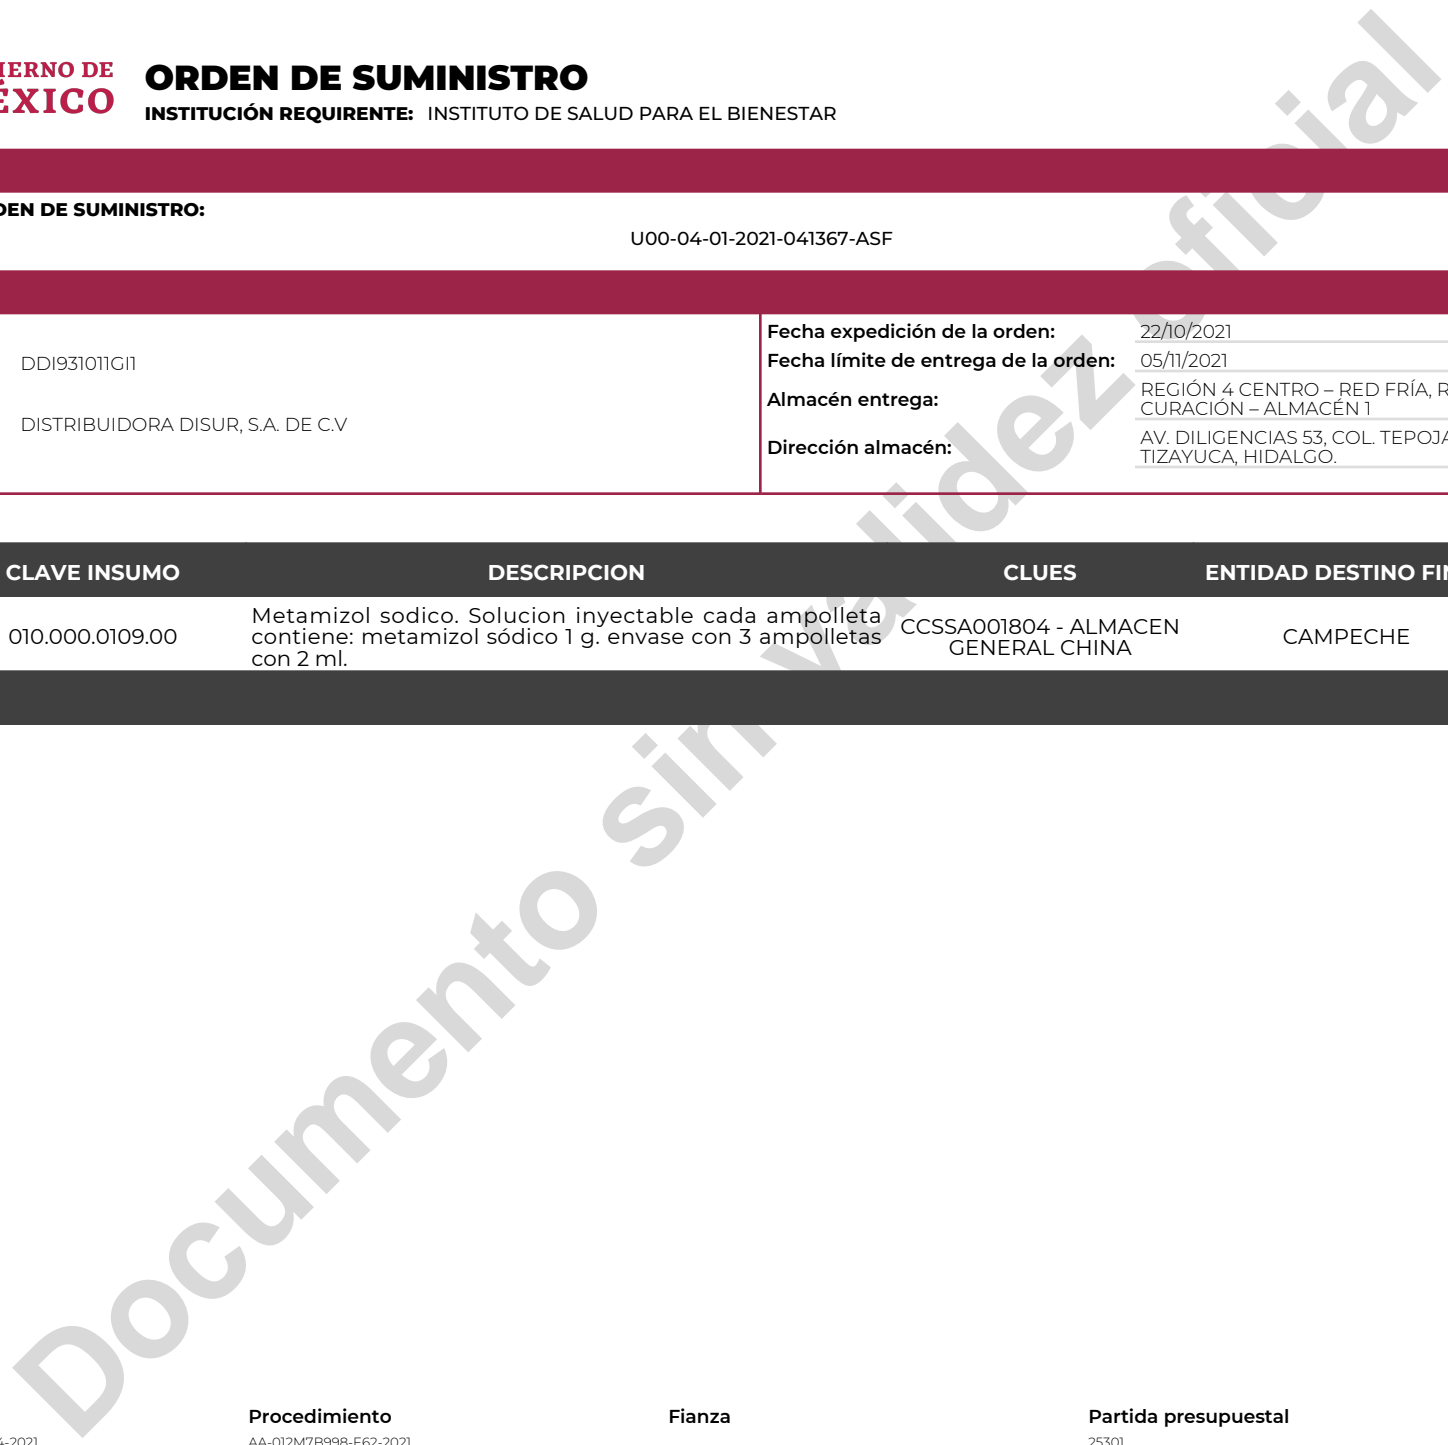 ORDEN DE SUMINISTRO
INSTITUCIÓN REQUIRENTE: INSTITUTO DE SALUD PARA EL BIENESTAR
DE
DE SUMINISTRO:
U00-04-01-2021-041367-ASF
DDI931011GI1
DISTRIBUIDORA DISUR, S.A. DE C.V
Fecha expedición de la orden: 22/10/2021
Fecha límite de entrega de la orden: 05/11/2021
Almacén entrega: REGIÓN 4 CENTRO – RED FRÍA,
CURACIÓN – ALMACÉN 1
Dirección almacén: AV. DILIGENCIAS 53, COL.
TIZAYUCA, HIDALGO.
CLAVE INSUMO DESCRIPCION CLUES ENTIDAD DESTINO
010.000.0109.00
Metamizol sodico. Solucion inyectable cada ampolleta
contiene: metamizol sódico 1 g. envase con 3 ampolletas
con 2 ml.
CCSSA001804 - ALMACEN
GENERAL CHINA
CAMPECHE
Documento sin validez oficial
Procedimiento Fianza Partida presupuestal
AA-012M7B998-E62-2021
25301